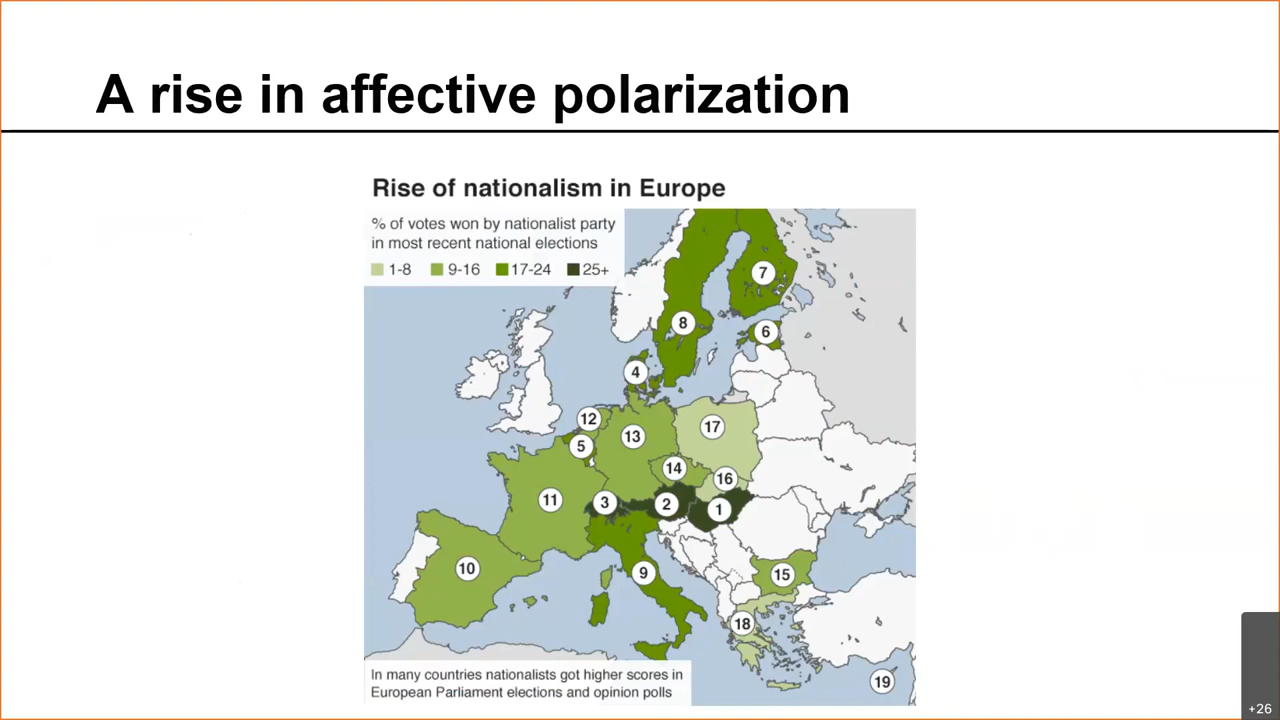 A rise in affective polarization
Rise of nationalism in Europe
% of votes won by nationalist party
in most recent national elections
1-8 9-16 17-24 25+
7
8
6
4
12
17
13
5
14
16
11
3
2
1
10
9
15
18
In many countries nationalists got higher scores in
European Parliament elections and opinion polls
19
+26